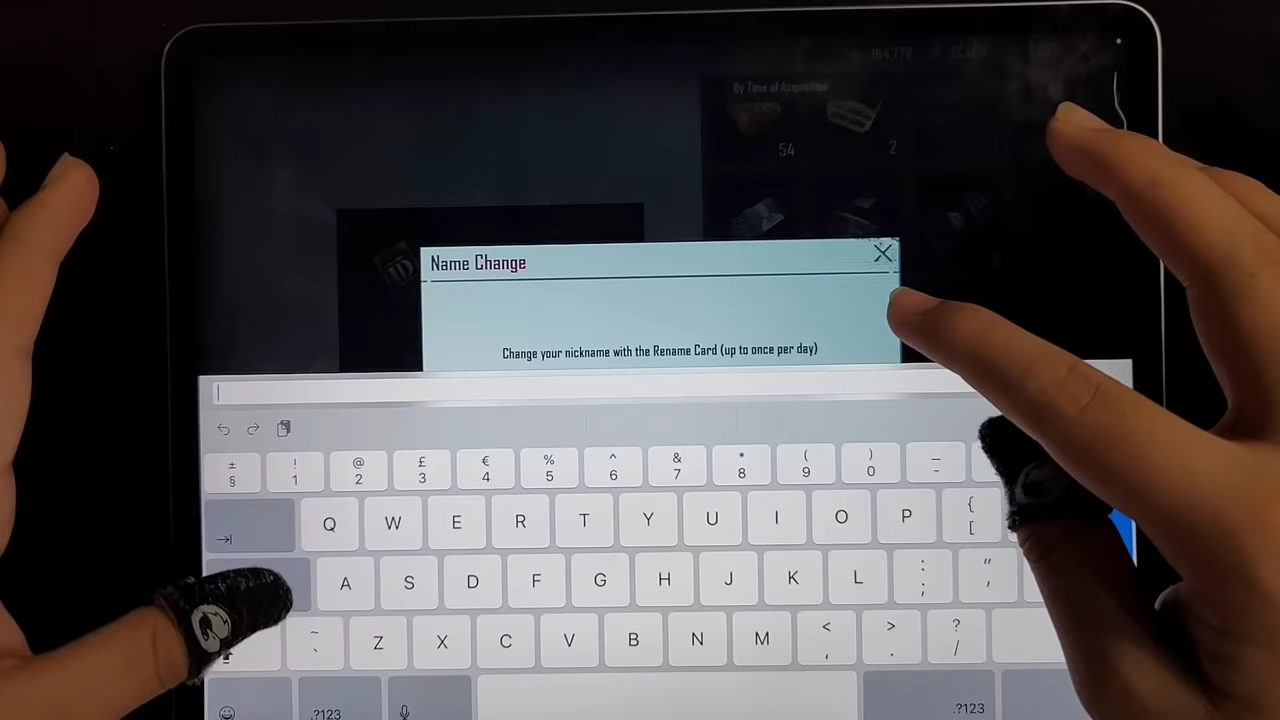 By Time of Acquisition
54
2
ID
Name Change
Change your nickname with the Rename Card (up to once per day)
± ! @ £ € % ^ & * ( ) _
§ 1 2 3 4 5 6 7 8 9 0 -
Q W E R T Y U I O P { [
A S D F G H J K L : ; " '
~ ` Z X C V B N M < , > . ? /
.?123 .?123